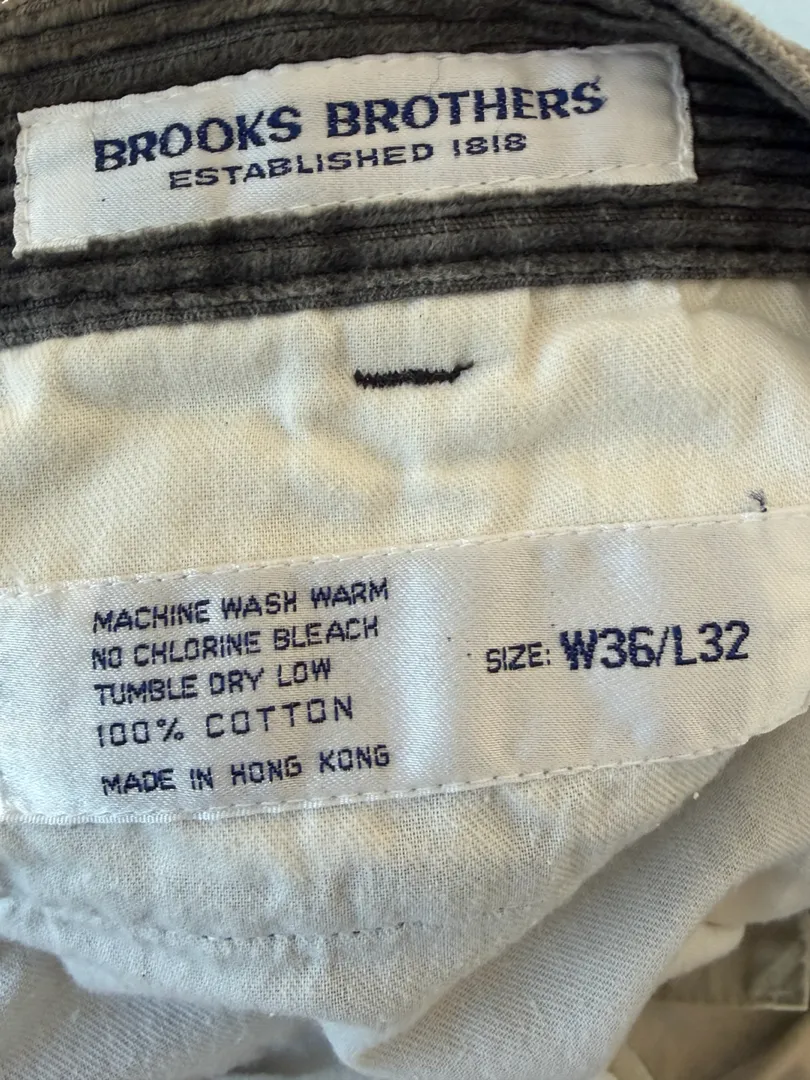 BROOKS BROTHERS
ESTABLISHED 1818
MACHINE WASH WARM
NO CHLORINE BLEACH
TUMBLE DRY LOW
100% COTTON
MADE IN HONG KONG
SIZE: W36/L32